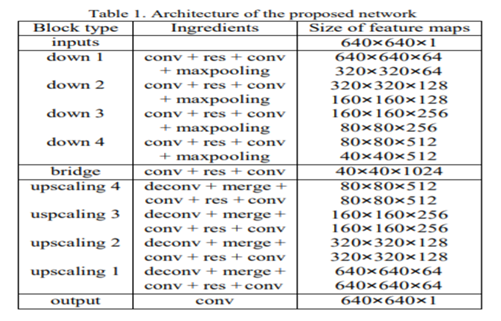 Table 1. Architecture of the proposed network
Block type Ingredients Size of feature maps
inputs 640×640×1
down 1 conv + res + conv 640×640×64
+ maxpooling 320×320×64
down 2 conv + res + conv 320×320×128
+ maxpooling 160×160×128
down 3 conv + res + conv 160×160×256
+ maxpooling 80×80×256
down 4 conv + res + conv 80×80×512
+ maxpooling 40×40×512
bridge conv + res + conv 40×40×1024
upscaling 4 deconv + merge + 80×80×512
conv + res + conv 80×80×512
uspcaling 3 deconv + merge + 160×160×256
conv + res + conv 160×160×256
upscaling 2 deconv + merge + 320×320×128
conv + res + conv 320×320×128
upscaling 1 deconv + merge + 640×640×64
conv + res +conv 640×640×64
output conv 640×640×1